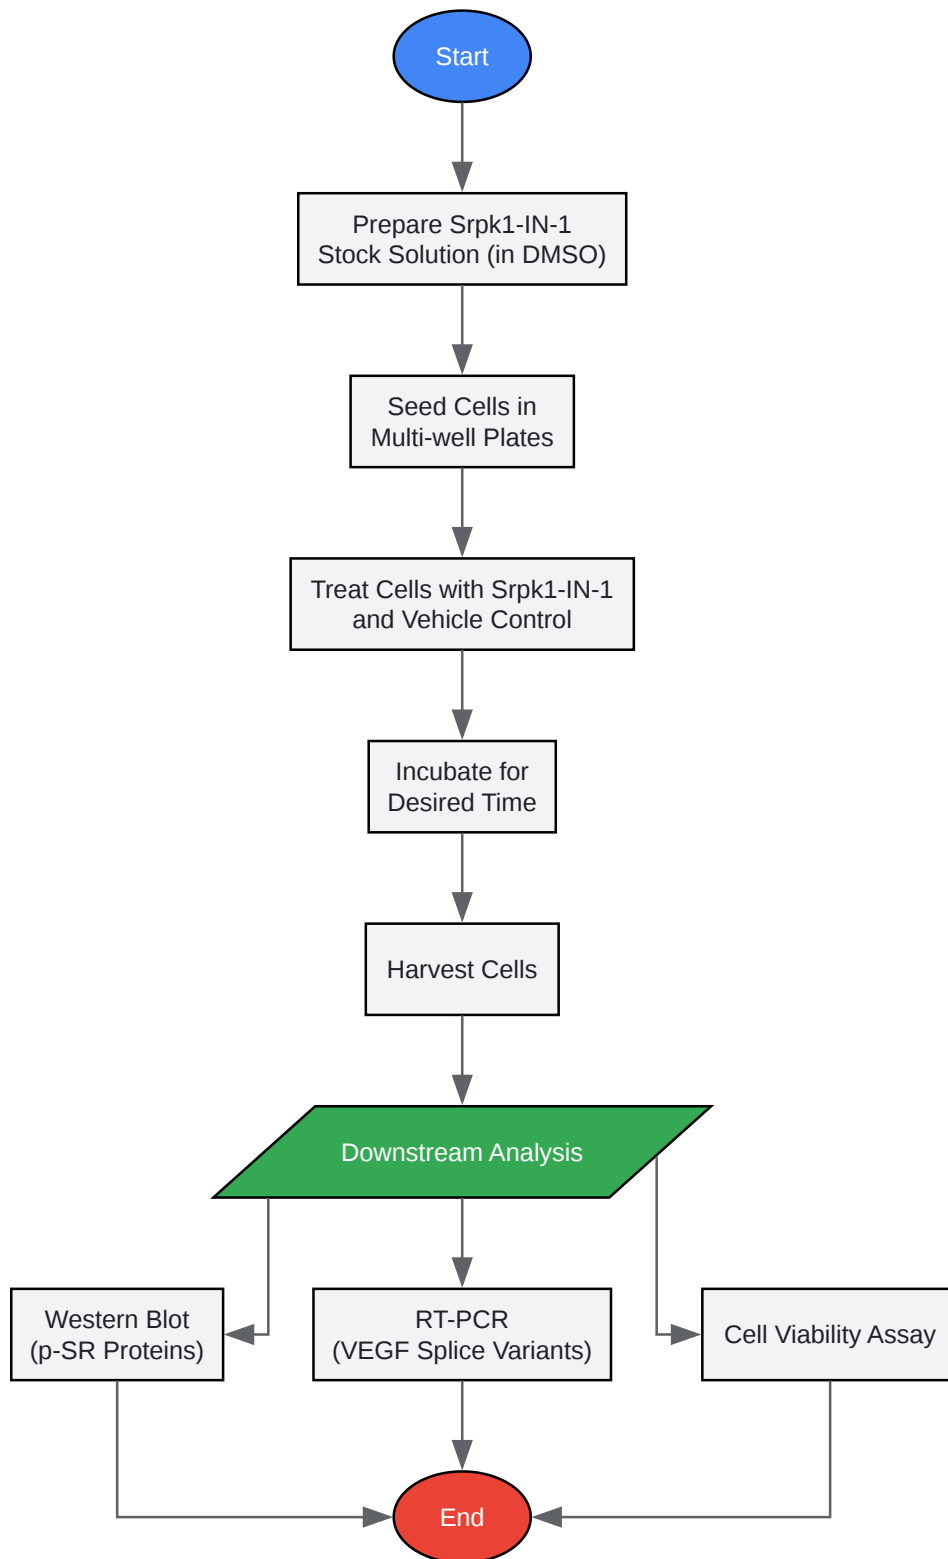 Start
Prepare Srpk1-IN-1
Stock Solution (in DMSO)
Seed Cells in
Multi-well Plates
Treat Cells with Srpk1-IN-1
and Vehicle Control
Incubate for
Desired Time
Harvest Cells
Downstream Analysis
Western Blot
(p-SR Proteins)
RT-PCR
(VEGF Splice Variants)
Cell Viability Assay
End